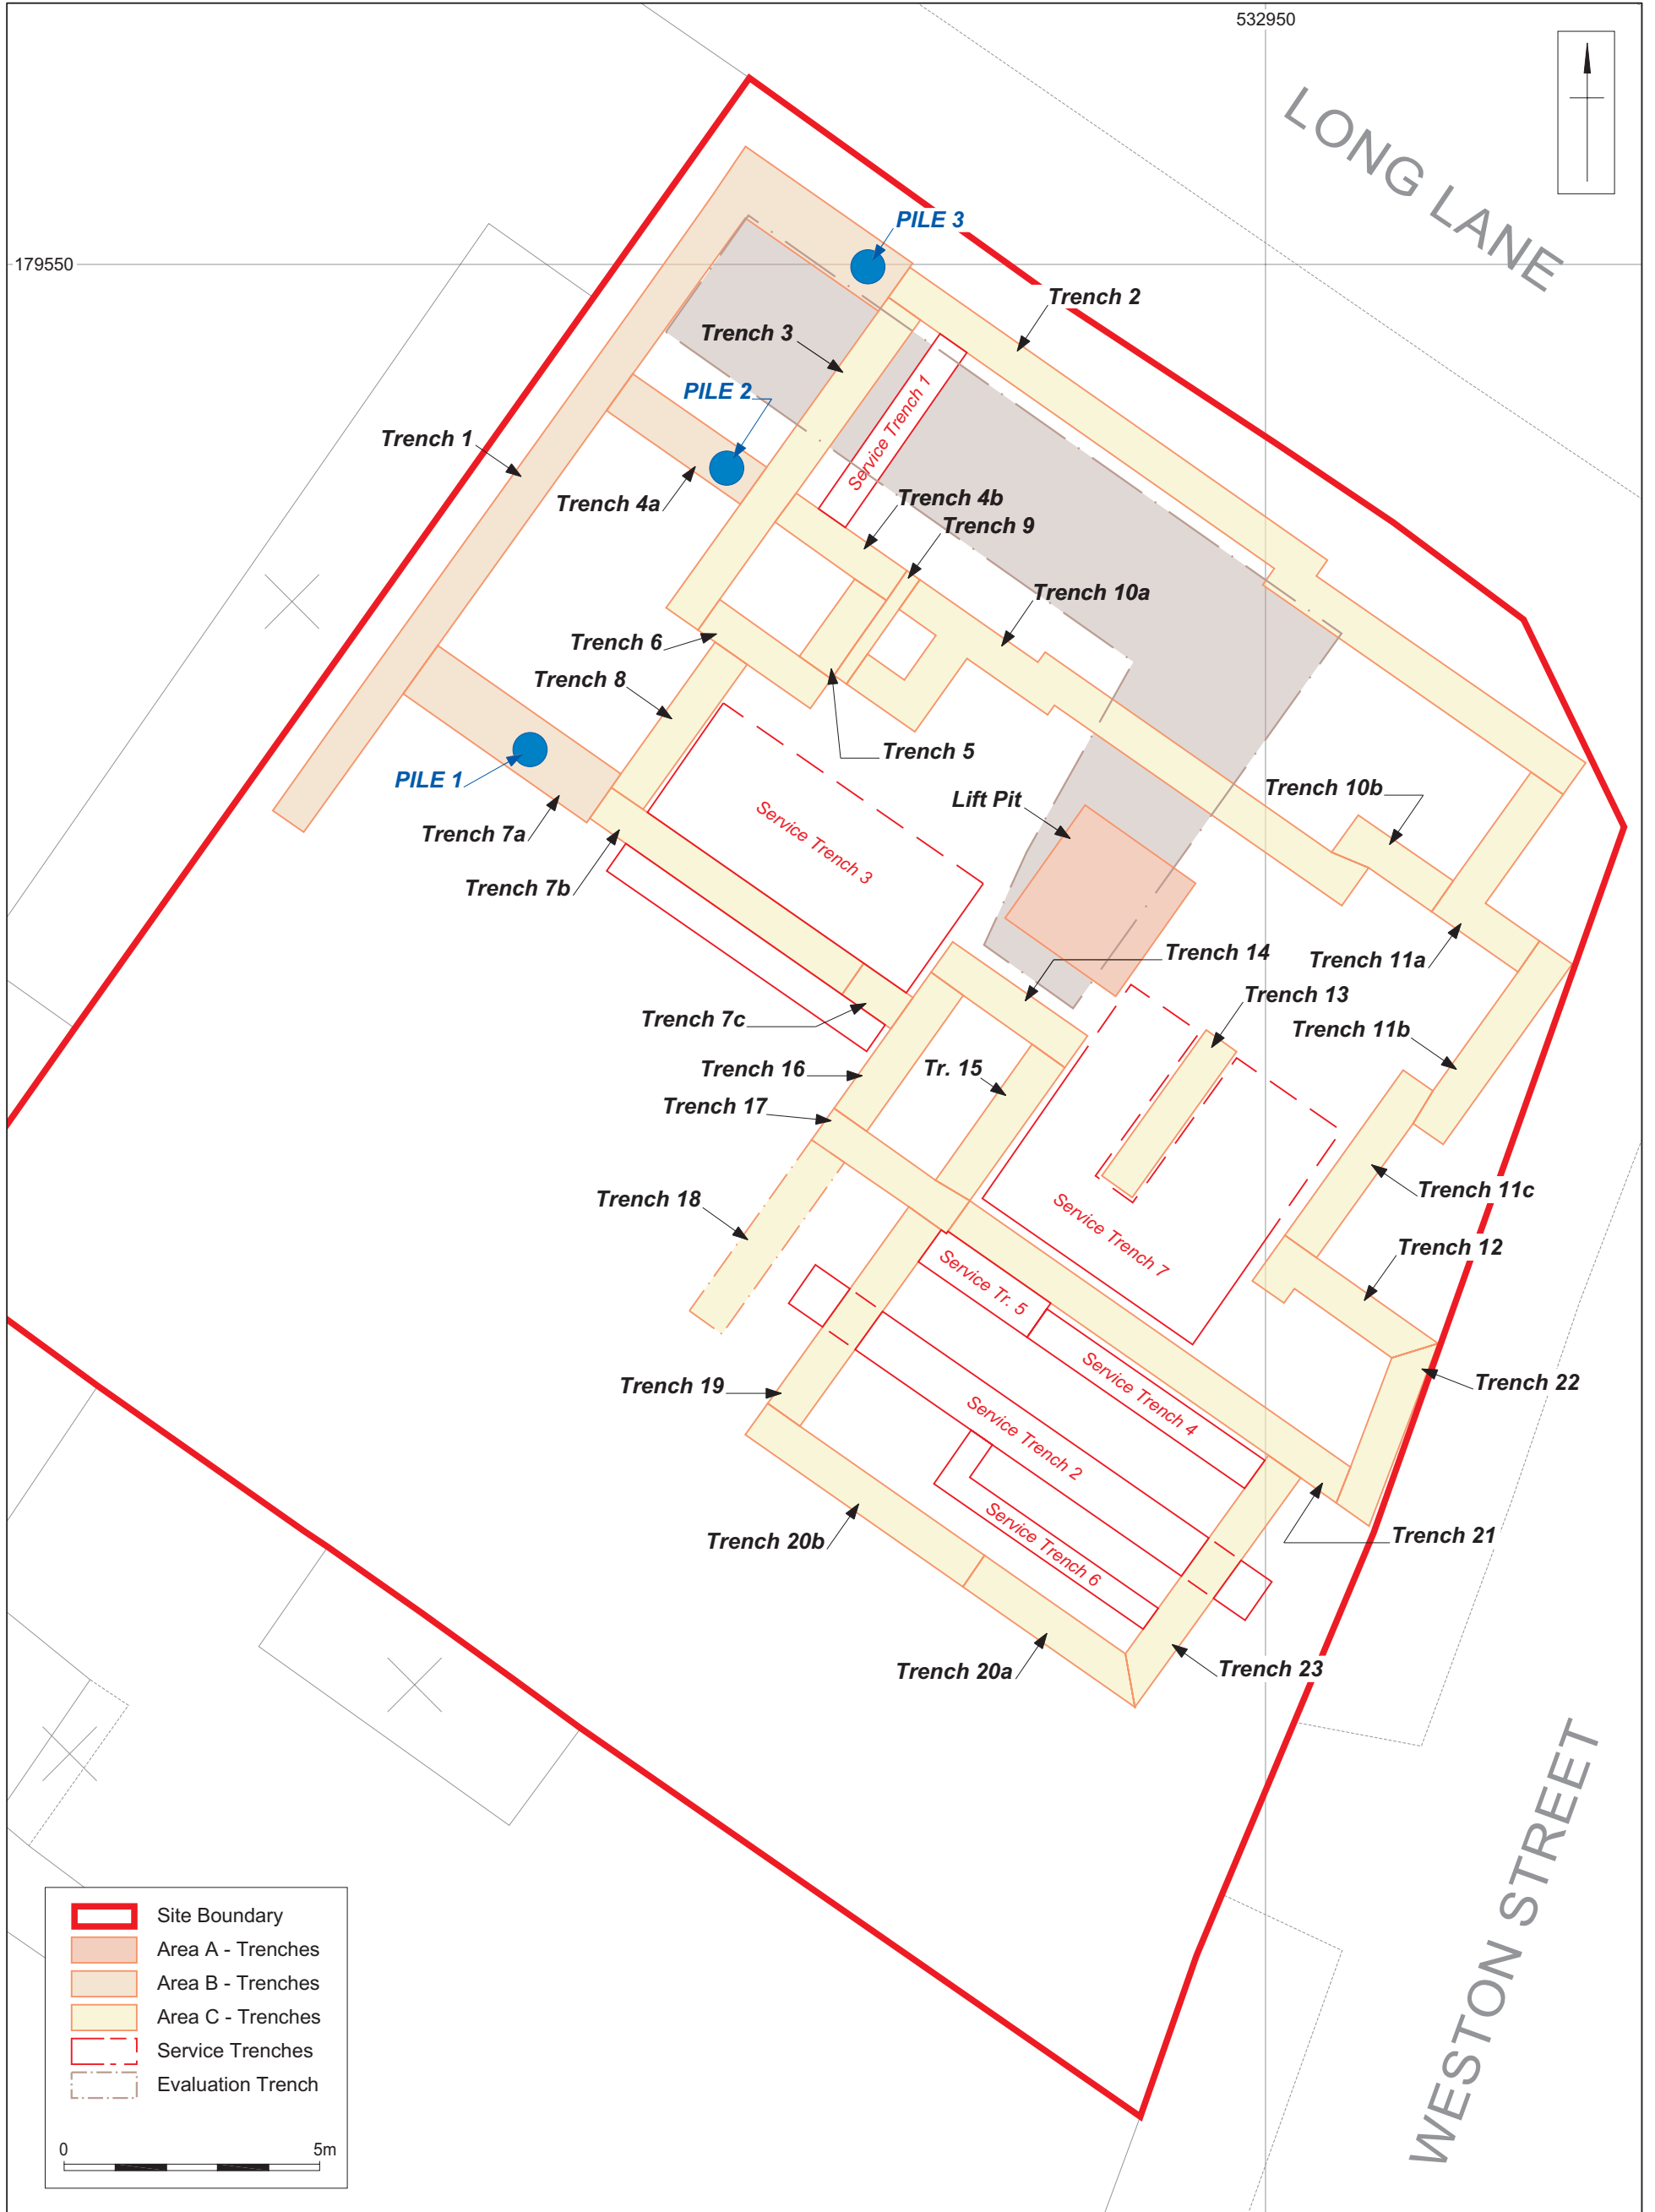 532950
LONG LANE
PILE 3
179550
Trench 2
Trench 3
Service Trench 1
PILE 2
Trench 1
Trench 4a
Trench 4b
Trench 9
Trench 10a
Trench 6
Trench 8
Trench 5
PILE 1
Lift Pit
Trench 10b
Service Trench 3
Trench 7a
Trench 7b
Trench 14
Trench 11a
Trench 13
Trench 7c
Trench 11b
Trench 16
Tr. 15
Trench 17
Trench 11c
Trench 18
Service Trench 7
Trench 12
Service Tr. 5
Trench 19
Service Trench 4
Trench 22
Service Trench 2
Trench 20b
Service Trench 6
Trench 21
Trench 20a
Trench 23
WESTON STREET
Site Boundary
Area A - Trenches
Area B - Trenches
Area C - Trenches
Service Trenches
Evaluation Trench
0 5m